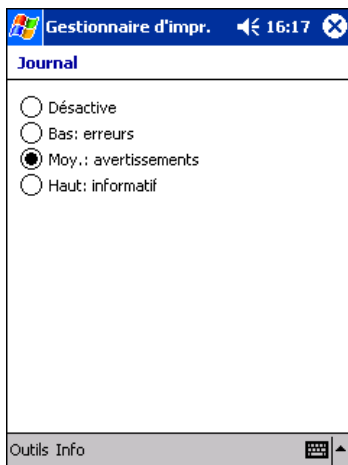 Gestionnaire d'impr. 16:17
Journal
Désactive
Bas: erreurs
Moy.: avertissements
Haut: informatif
Outils Info